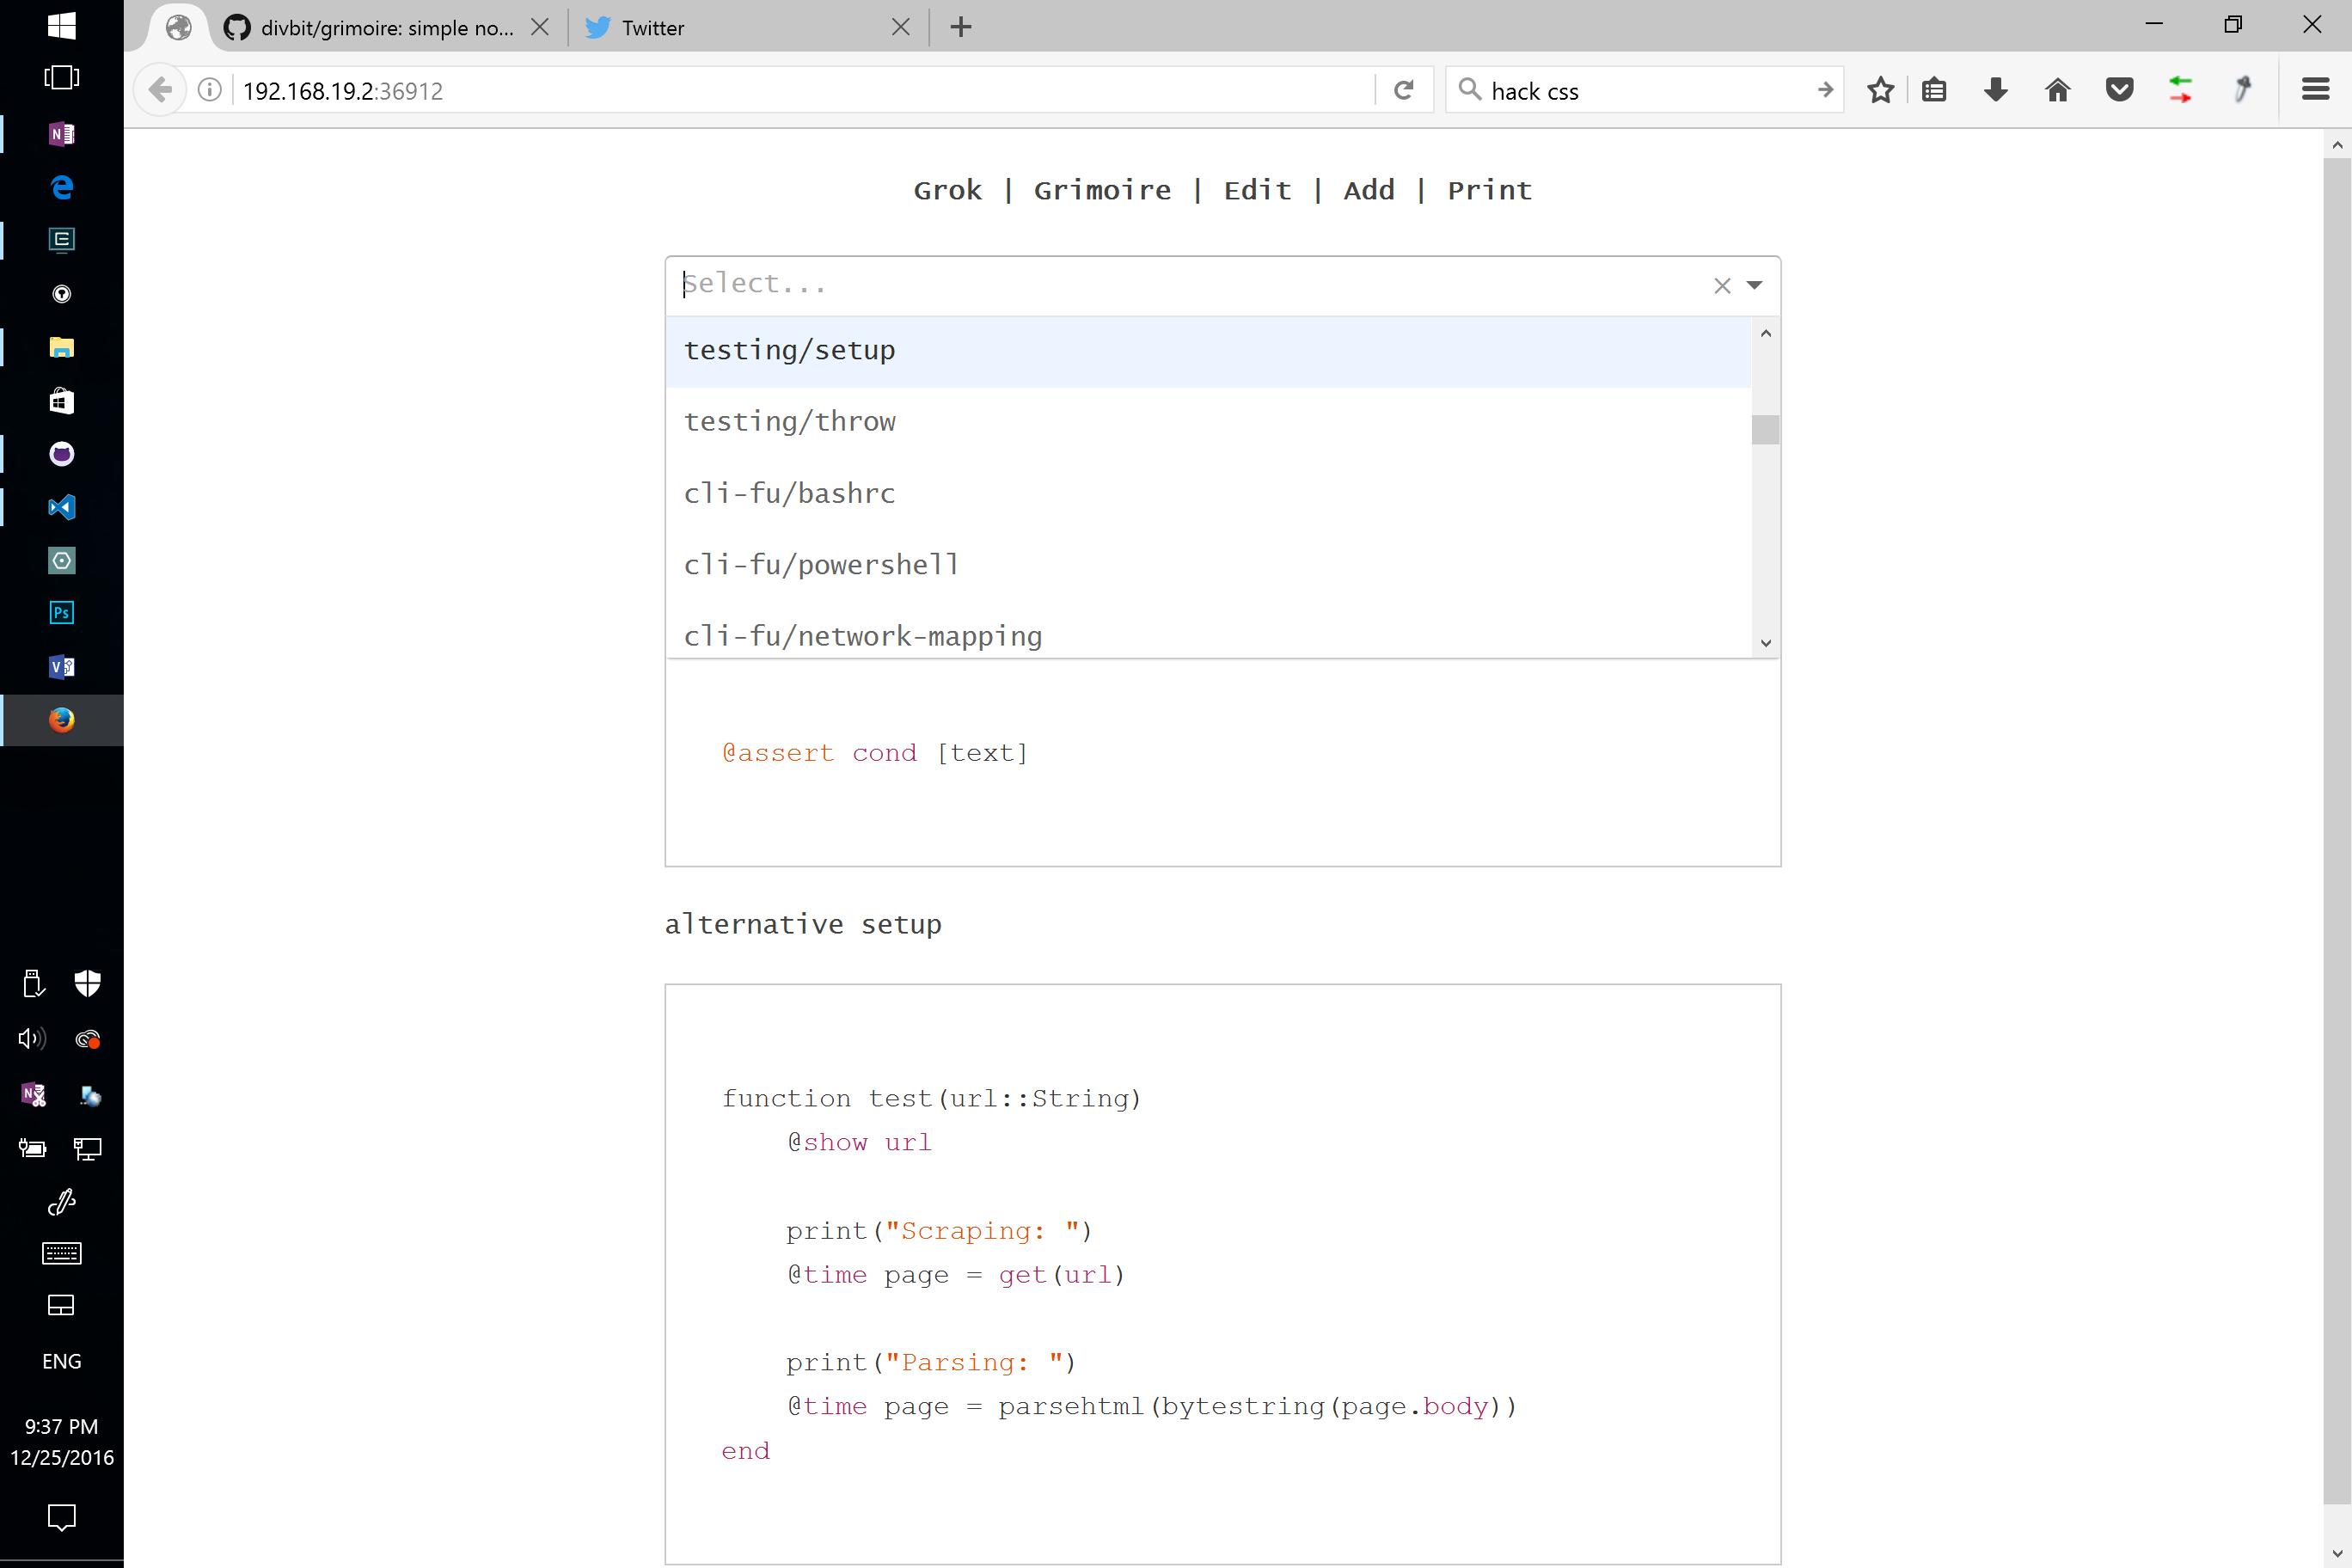 divbit/grimoire: simple no...
Twitter
192.168.19.2:36912
hack css
Grok | Grimoire | Edit | Add | Print
Select...
testing/setup
testing/throw
cli-fu/bashrc
cli-fu/powershell
cli-fu/network-mapping
@assert cond [text]
alternative setup
function test(url::String)
@show url
print("Scraping: ")
@time page = get(url)
print("Parsing: ")
@time page = parsehtml(bytestring(page.body))
end
N
Ps
V
N
ENG
9:37 PM
12/25/2016